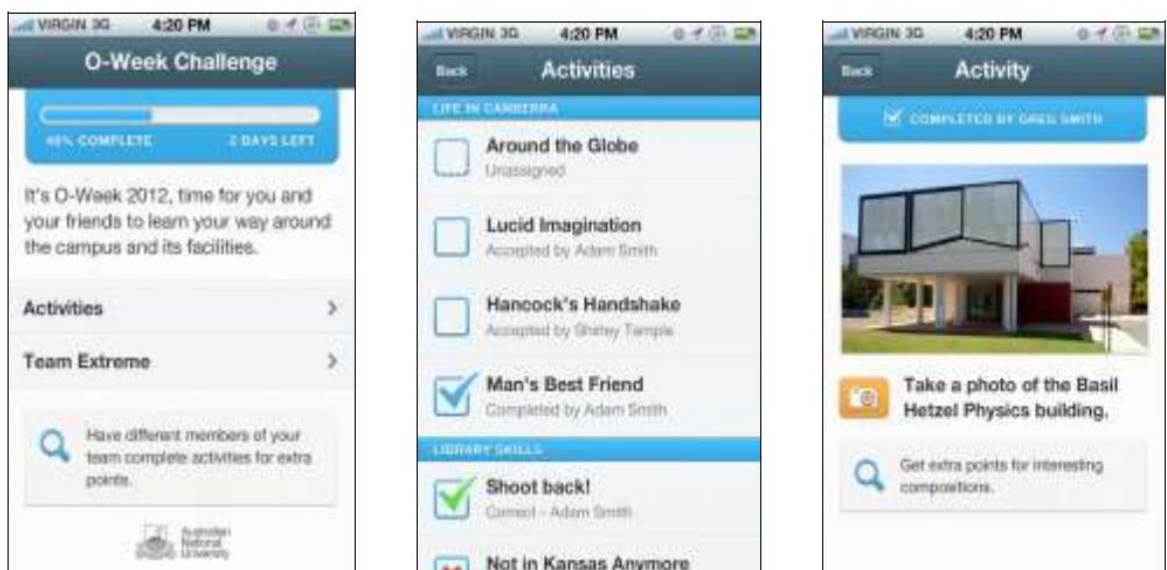 VIRGIN 3G 4:20 PM
O-Week Challenge
46% COMPLETE 2 DAYS LEFT
It's O-Week 2012, time for you and
your friends to learn your way around
the campus and its facilities.
Activities
Team Extreme
Have different members of your
team complete activities for extra
points.
Australian
National
University
VIRGIN 3G 4:20 PM
Back Activities
LIFE IN CANBERRA
Around the Globe
Unassigned
Lucid Imagination
Accepted by Adam Smith
Hancock's Handshake
Accepted by Shirley Temple
Man's Best Friend
Completed by Adam Smith
LIBRARY SKILLS
Shoot back!
Correct - Adam Smith
Not in Kansas Anymore
VIRGIN 3G 4:20 PM
Back Activity
COMPLETED BY GREG SMITH
Take a photo of the Basil
Hetzel Physics building.
Get extra points for interesting
compositions.